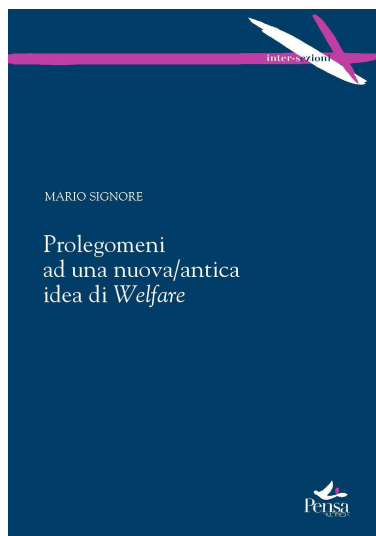 inter-sezioni
MARIO SIGNORE
Prolegomeni
ad una nuova/antica
idea di Welfare
Pensa